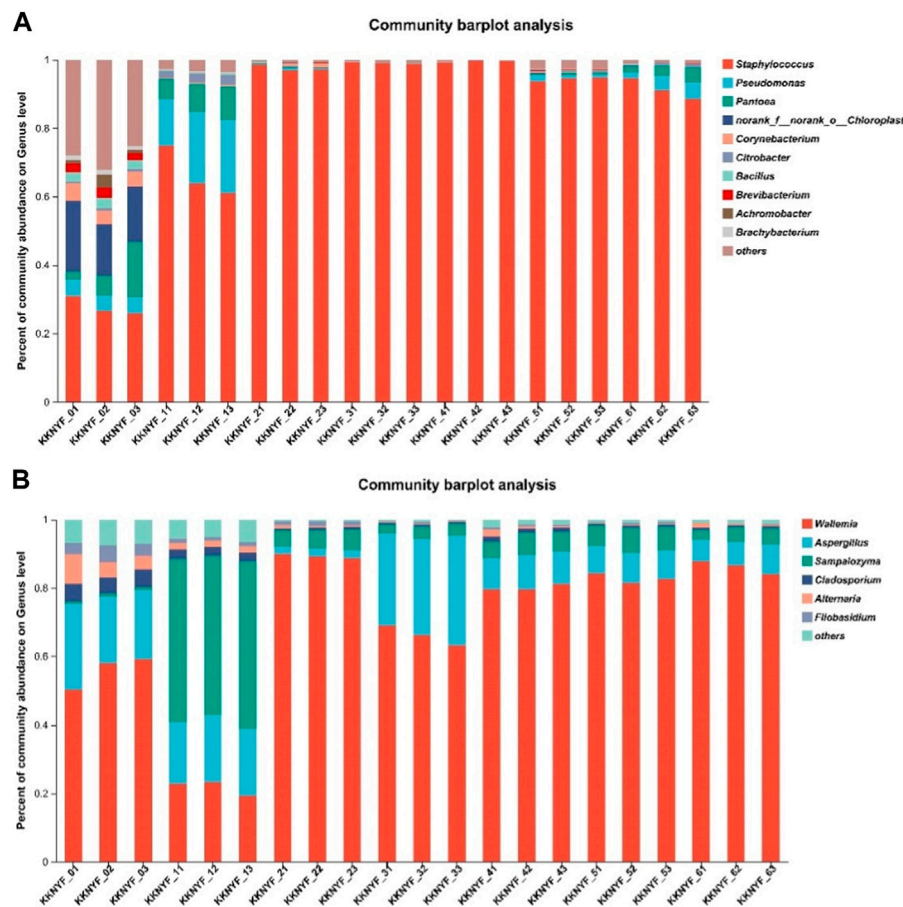 A
Community barplot analysis
Percent of community abundance on Genus level
1
0.8
0.6
0.4
0.2
0
KKNYF_01
KKNYF_02
KKNYF_03
KKNYF_11
KKNYF_12
KKNYF_13
KKNYF_21
KKNYF_22
KKNYF_23
KKNYF_31
KKNYF_32
KKNYF_33
KKNYF_41
KKNYF_42
KKNYF_43
KKNYF_51
KKNYF_52
KKNYF_53
KKNYF_61
KKNYF_62
KKNYF_63
Staphylococcus
Pseudomonas
Pantoea
norank_f__norank_o__Chloroplast
Corynebacterium
Citrobacter
Bacillus
Brevibacterium
Achromobacter
Brachybacterium
others
B
Community barplot analysis
Percent of community abundance on Genus level
1
0.8
0.6
0.4
0.2
0
KKNYF_01
KKNYF_02
KKNYF_03
KKNYF_11
KKNYF_12
KKNYF_13
KKNYF_21
KKNYF_22
KKNYF_23
KKNYF_31
KKNYF_32
KKNYF_33
KKNYF_41
KKNYF_42
KKNYF_43
KKNYF_51
KKNYF_52
KKNYF_53
KKNYF_61
KKNYF_62
KKNYF_63
Wallemia
Aspergillus
Sampaiozyma
Cladosporium
Alternaria
Filobasidium
others